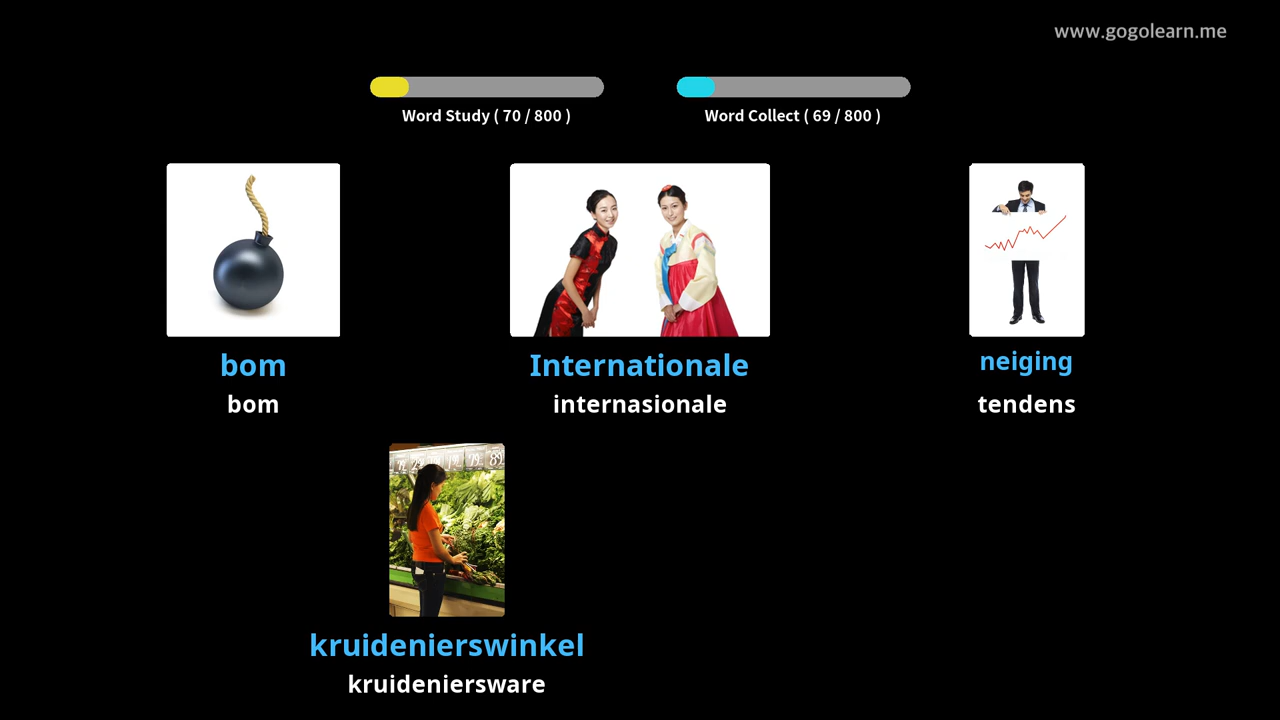 www.gogolearn.me
Word Study ( 70 / 800 )
Word Collect ( 69 / 800 )
bom
bom
Internationale
internasionale
neiging
tendens
kruidenierswinkel
kruideniersware